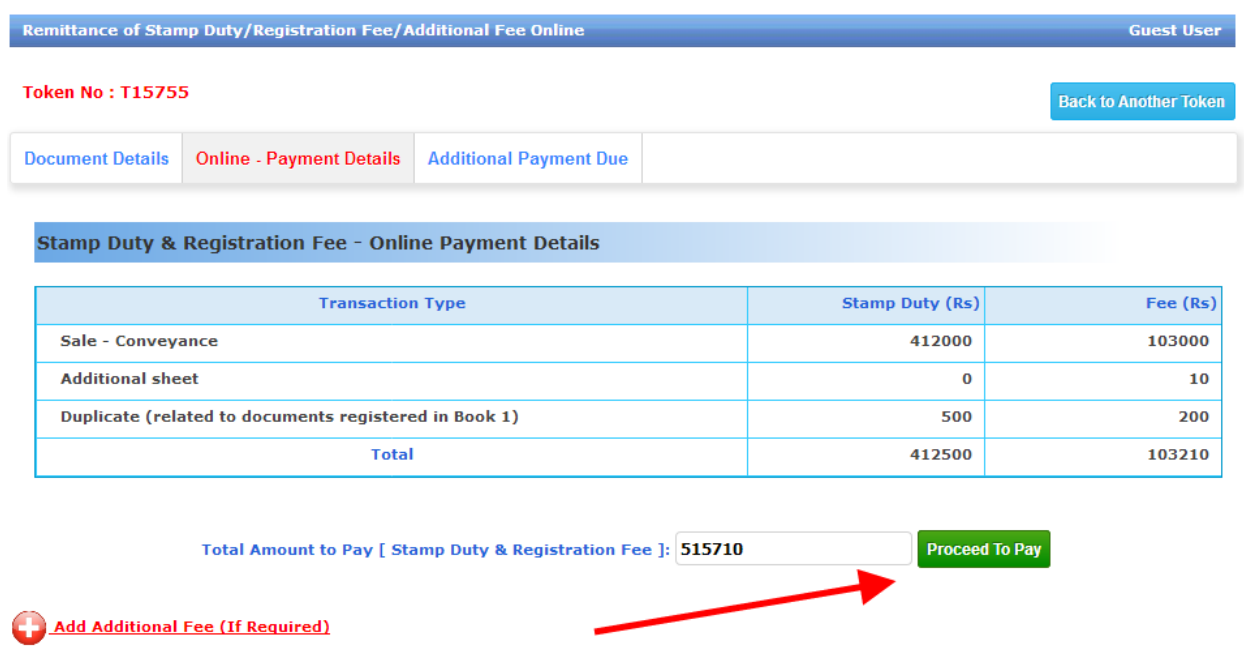 Remittance of Stamp Duty/Registration Fee/Additional Fee Online Guest User
Token No : T15755
Back to Another Token
Document Details Online - Payment Details Additional Payment Due
Stamp Duty & Registration Fee - Online Payment Details
Transaction Type Stamp Duty (Rs) Fee (Rs)
Sale - Conveyance 412000 103000
Additional sheet 0 10
Duplicate (related to documents registered in Book 1) 500 200
Total 412500 103210
Total Amount to Pay [ Stamp Duty & Registration Fee ]: 515710 Proceed To Pay
Add Additional Fee (If Required)